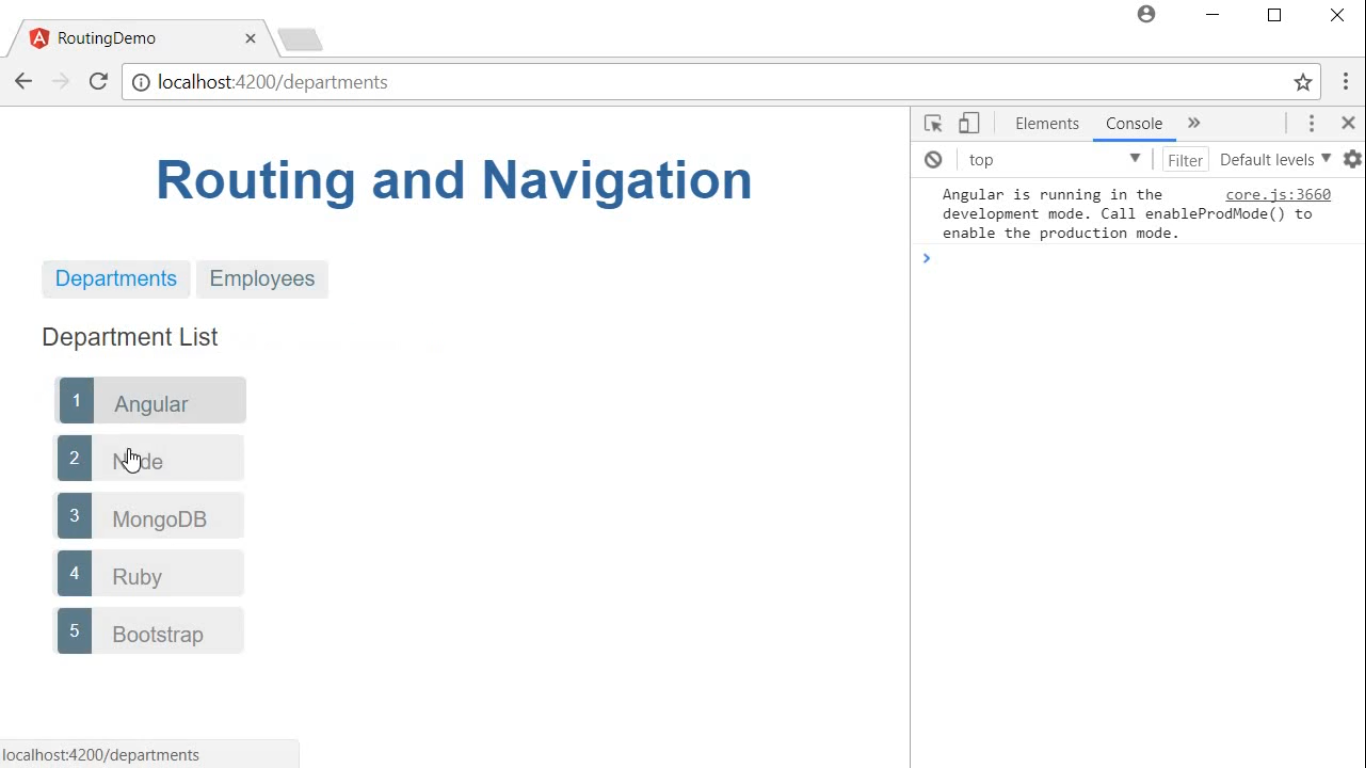 RoutingDemo
localhost:4200/departments
Elements
Console
top
Filter
Default levels
Routing and Navigation
Angular is running in the core.js:3660
development mode. Call enableProdMode() to
enable the production mode.
Departments
Employees
Department List
1 Angular
2 Node
3 MongoDB
4 Ruby
5 Bootstrap
localhost:4200/departments